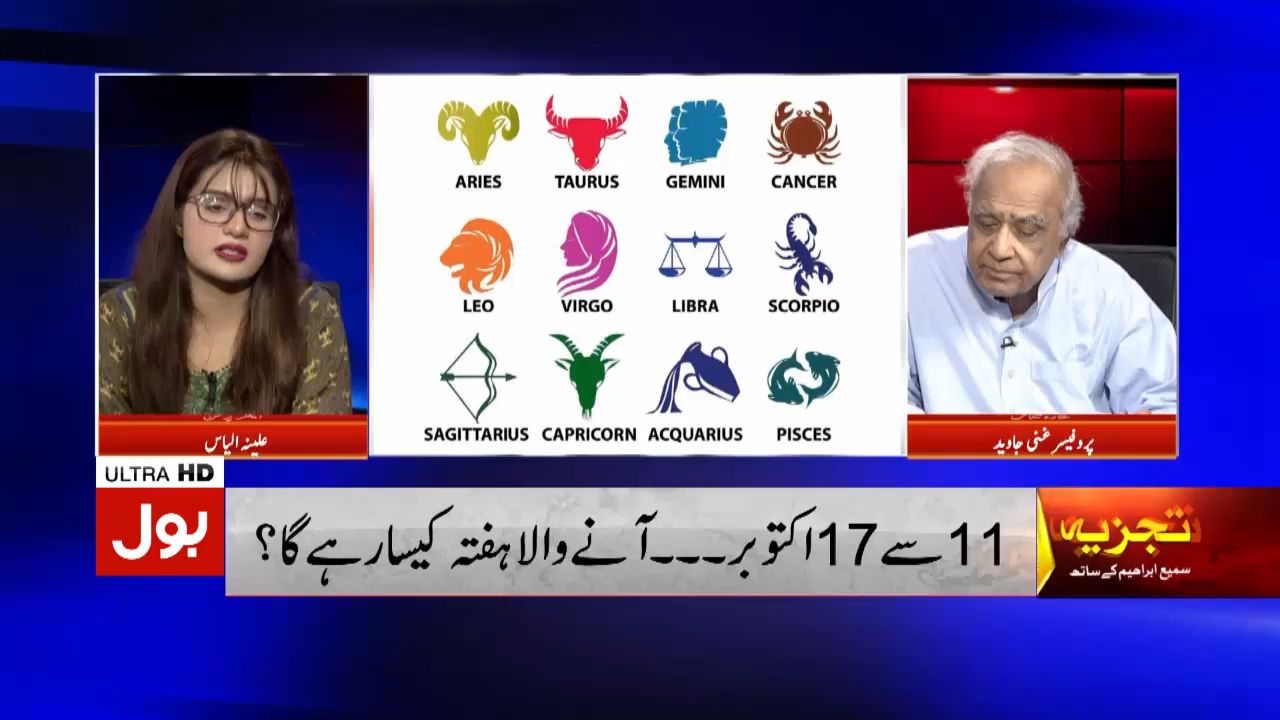 ARIES
TAURUS
GEMINI
CANCER
LEO
VIRGO
LIBRA
SCORPIO
SAGITTARIUS
CAPRICORN
ACQUARIUS
PISCES
علینہ الیاس
پروفیسر غنی جاوید
ULTRA HD
بول
11 سے 17 اکتوبر۔۔۔آنے والا ہفتہ کیسا رہے گا؟
تجزیہ
سمیع ابراھیم کے ساتھ